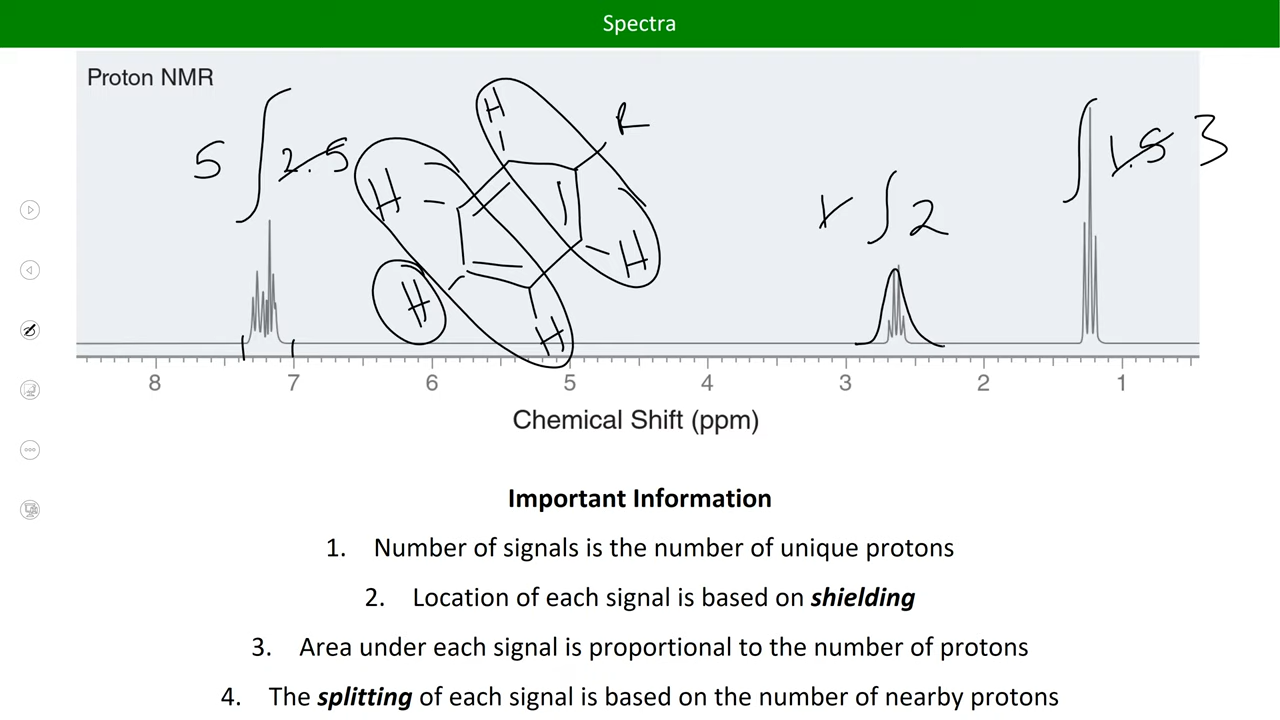 Spectra
Proton NMR
H
R
5 2.5
H
H
H
H
2
1.5 3
8 7 6 5 4 3 2 1
Chemical Shift (ppm)
Important Information
1. Number of signals is the number of unique protons
2. Location of each signal is based on shielding
3. Area under each signal is proportional to the number of protons
4. The splitting of each signal is based on the number of nearby protons